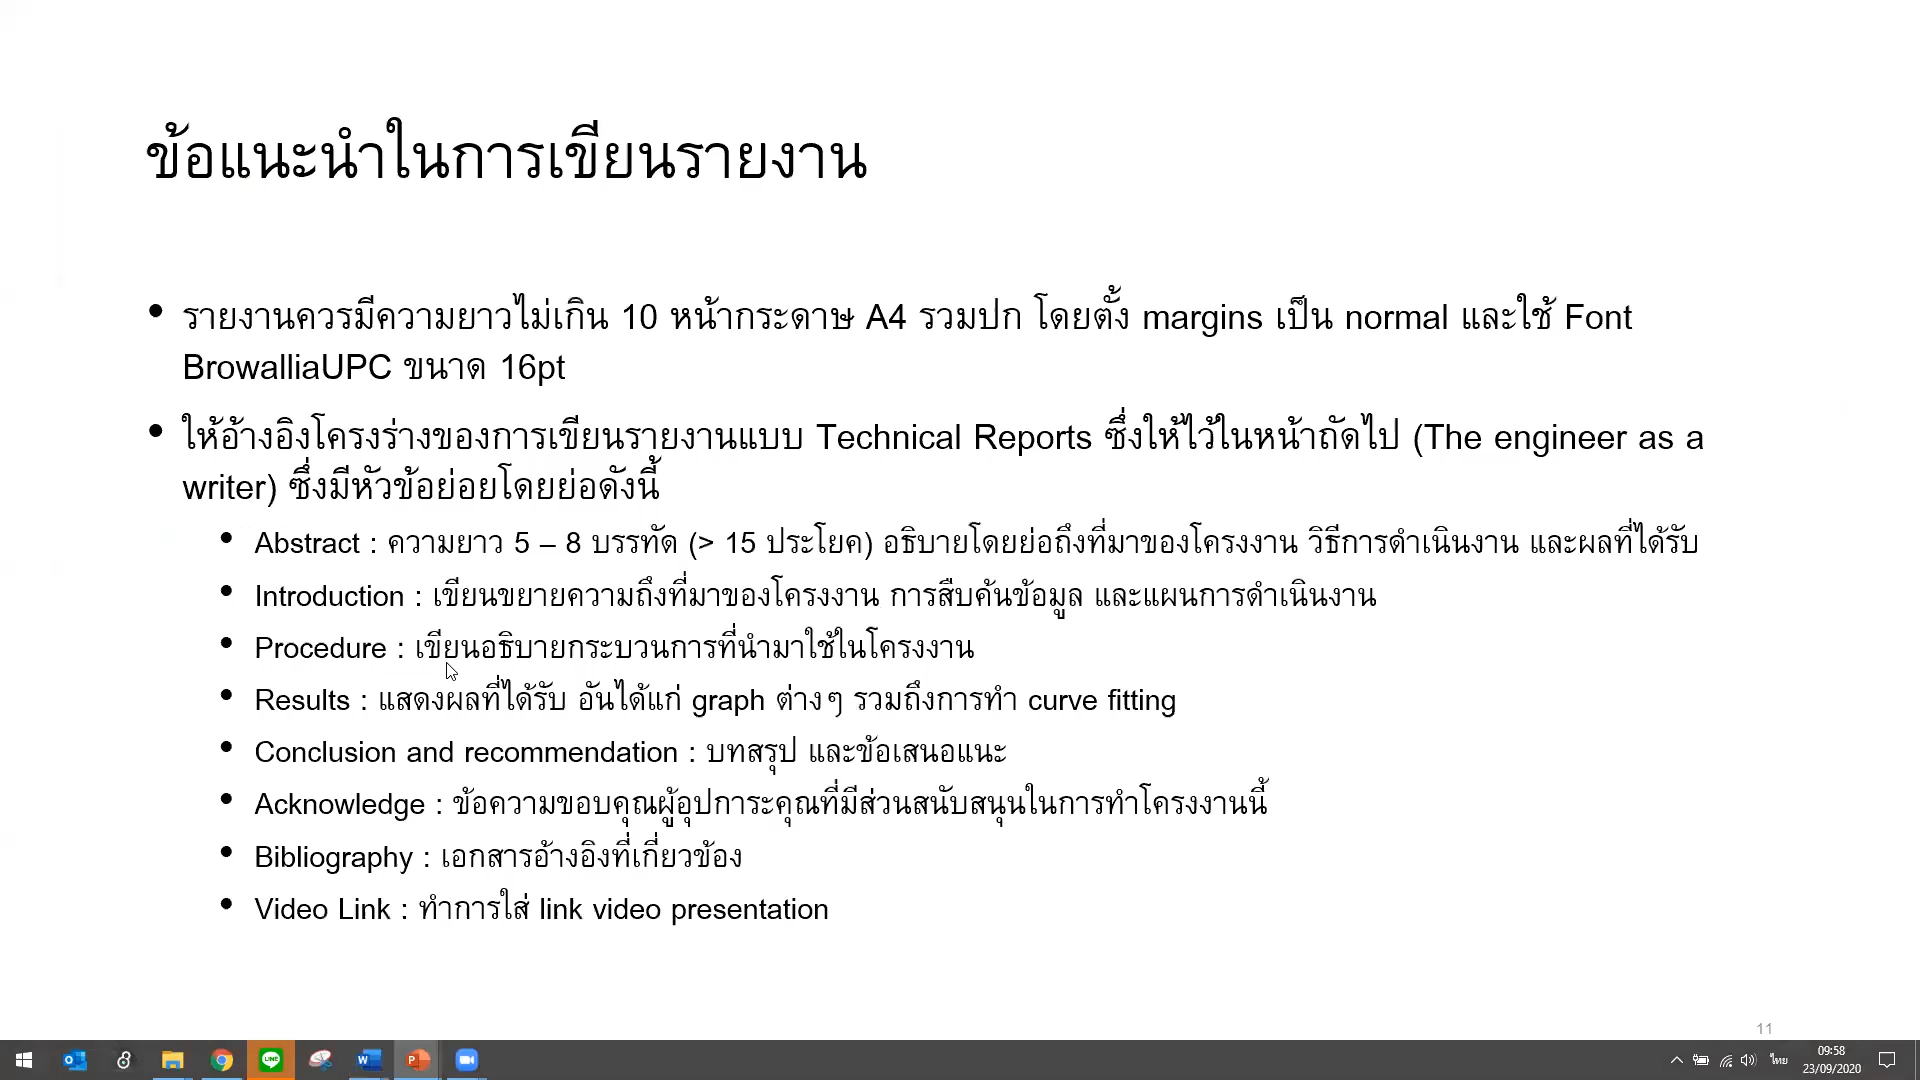 ข้อแนะนำในการเขียนรายงาน
• รายงานควรมีความยาวไม่เกิน 10 หน้ากระดาษ A4 รวมปก โดยตั้ง margins เป็น normal และใช้ Font
BrowalliaUPC ขนาด 16pt
• ให้อ้างอิงโครงร่างของการเขียนรายงานแบบ Technical Reports ซึ่งให้ไว้ในหน้าถัดไป (The engineer as a
writer) ซึ่งมีหัวข้อย่อยโดยย่อดังนี้
• Abstract : ความยาว 5 – 8 บรรทัด (> 15 ประโยค) อธิบายโดยย่อถึงที่มาของโครงงาน วิธีการดำเนินงาน และผลที่ได้รับ
• Introduction : เขียนขยายความถึงที่มาของโครงงาน การสืบค้นข้อมูล และแผนการดำเนินงาน
• Procedure : เขียนอธิบายกระบวนการที่นำมาใช้ในโครงงาน
• Results : แสดงผลที่ได้รับ อันได้แก่ graph ต่างๆ รวมถึงการทำ curve fitting
• Conclusion and recommendation : บทสรุป และข้อเสนอแนะ
• Acknowledge : ข้อความขอบคุณผู้อุปการะคุณที่มีส่วนสนับสนุนในการทำโครงงานนี้
• Bibliography : เอกสารอ้างอิงที่เกี่ยวข้อง
• Video Link : ทำการใส่ link video presentation
11
LINE
ไทย
09:58
23/09/2020